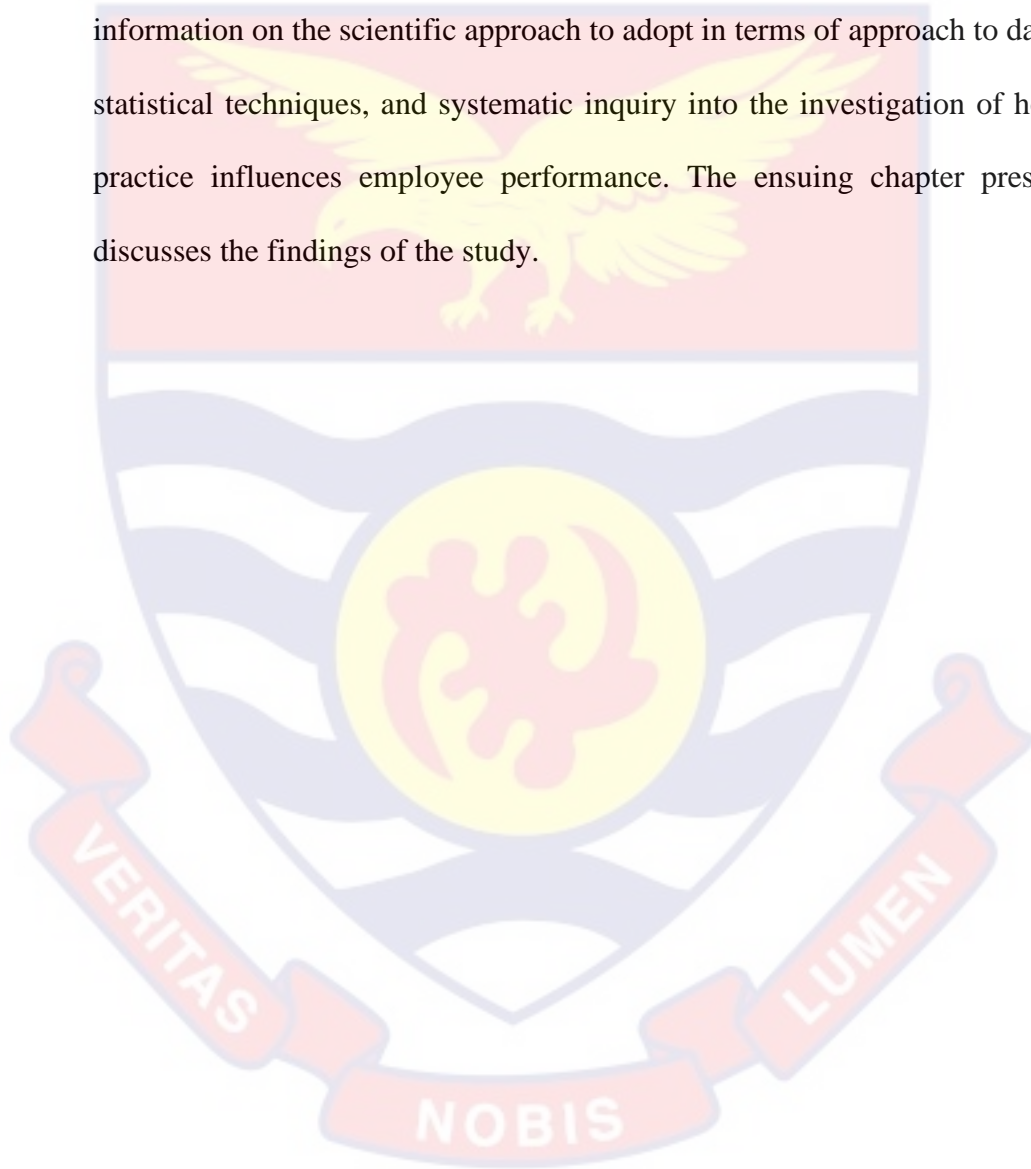 information on the scientific approach to adopt in terms of approach to da
statistical techniques, and systematic inquiry into the investigation of h
practice influences employee performance. The ensuing chapter pres
discusses the findings of the study.
VERITAS
NOBIS
LUMEN